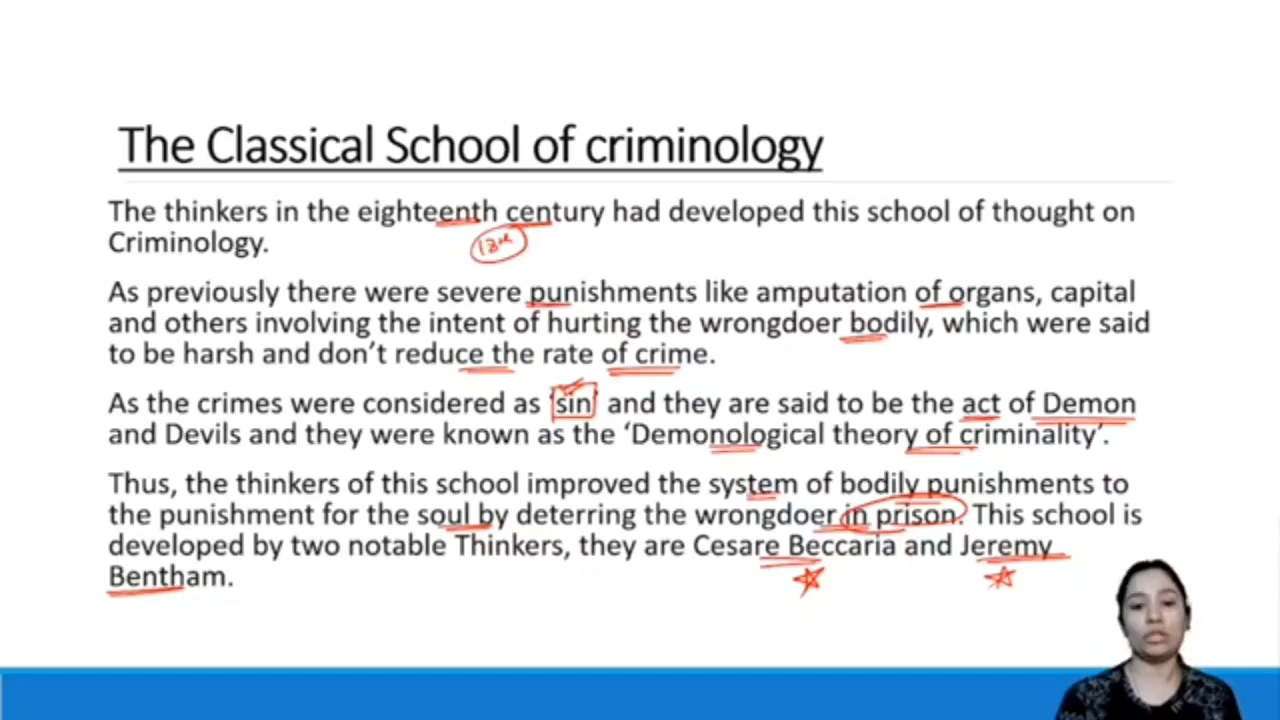 The Classical School of criminology
The thinkers in the eighteenth century had developed this school of thought on
Criminology.
18th
As previously there were severe punishments like amputation of organs, capital
and others involving the intent of hurting the wrongdoer bodily, which were said
to be harsh and don't reduce the rate of crime.
As the crimes were considered as 'sin' and they are said to be the act of Demon
and Devils and they were known as the 'Demonological theory of criminality'.
Thus, the thinkers of this school improved the system of bodily punishments to
the punishment for the soul by deterring the wrongdoer in prison. This school is
developed by two notable Thinkers, they are Cesare Beccaria and Jeremy
Bentham.